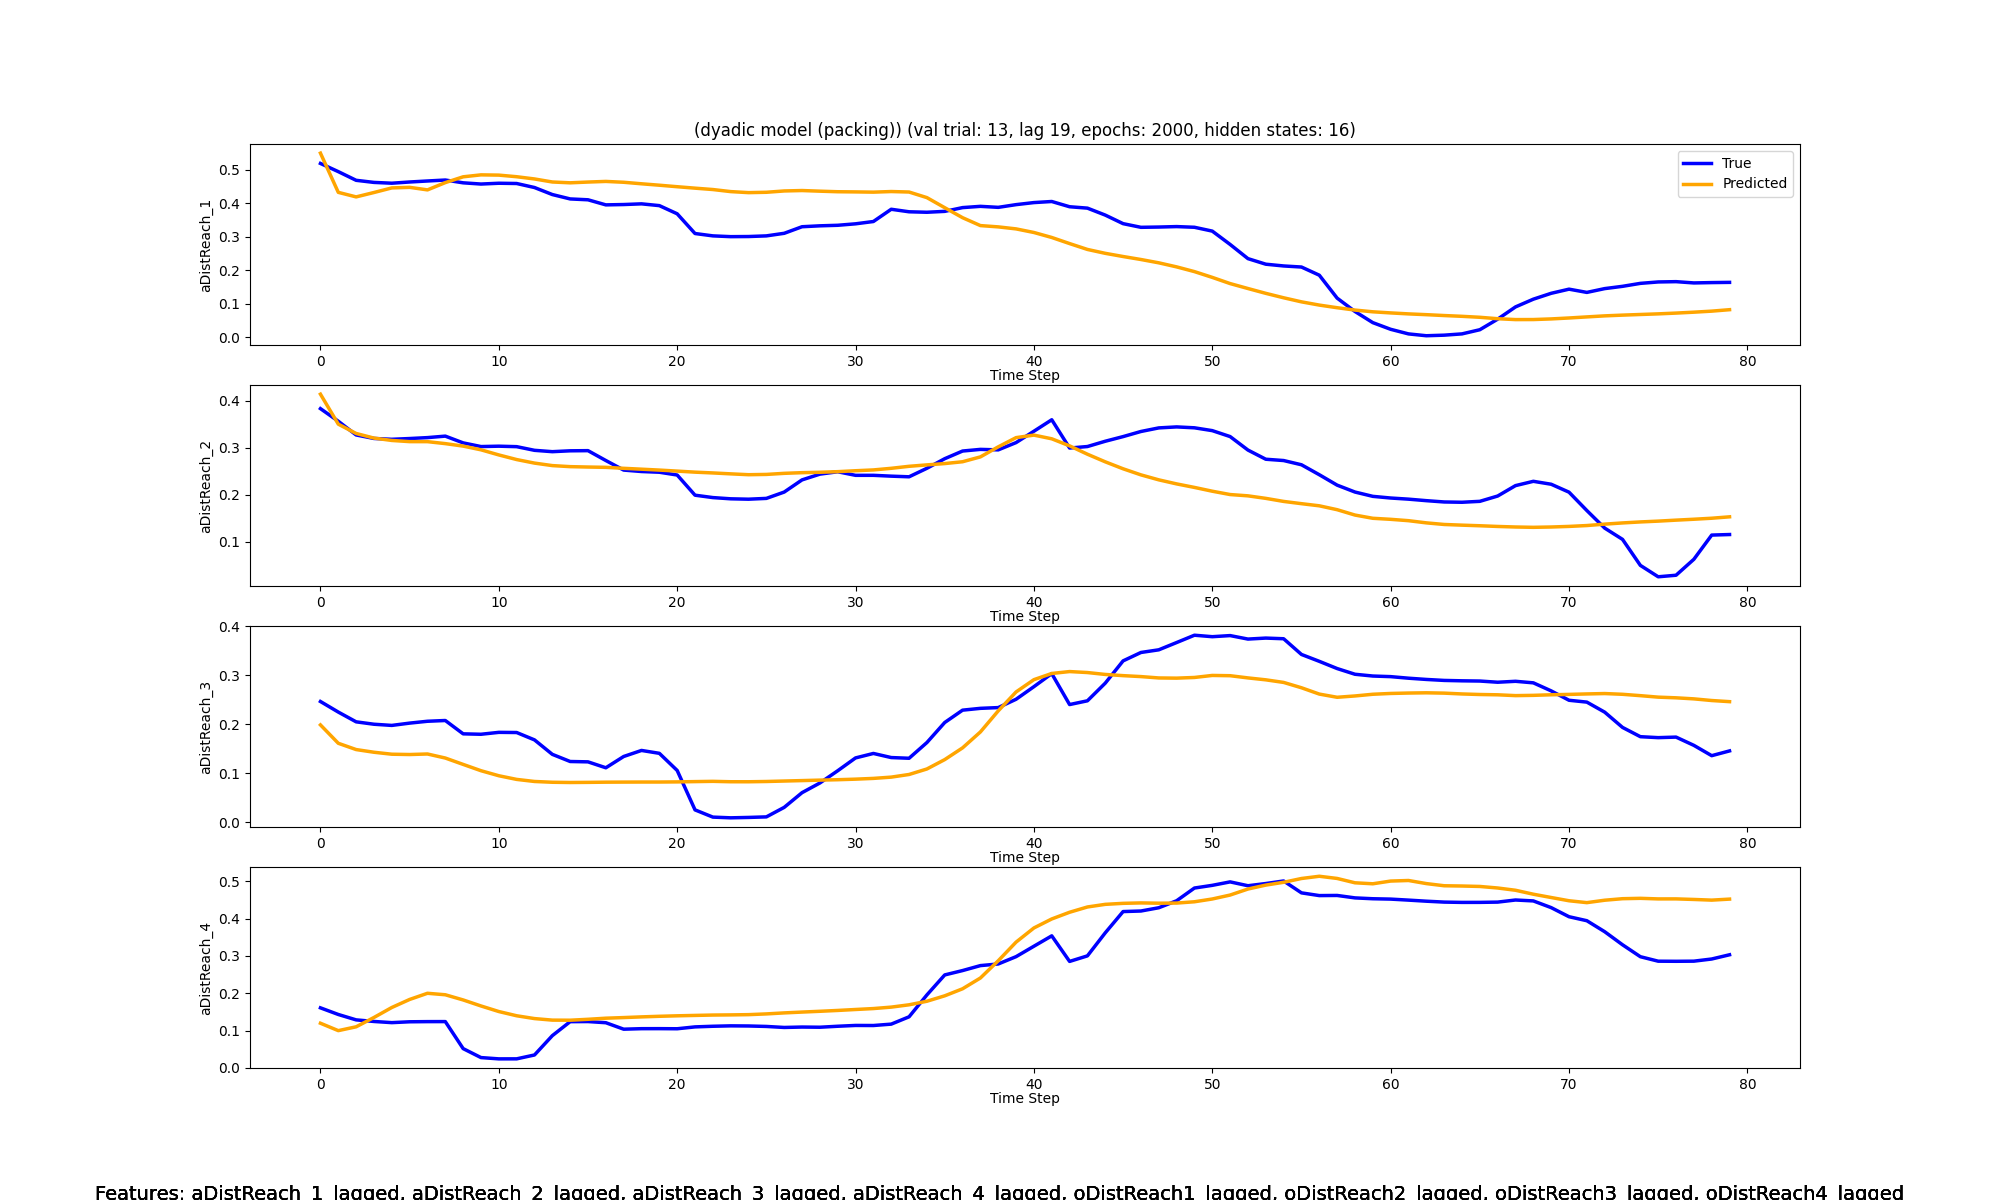 (dyadic model (packing)) (val trial: 13, lag 19, epochs: 2000, hidden states: 16)
True
Predicted
aDistReach_1
0.5
0.4
0.3
0.2
0.1
0.0
0 10 20 30 40 50 60 70 80
Time Step
aDistReach_2
0.4
0.3
0.2
0.1
0 10 20 30 40 50 60 70 80
Time Step
aDistReach_3
0.4
0.3
0.2
0.1
0.0
0 10 20 30 40 50 60 70 80
Time Step
aDistReach_4
0.5
0.4
0.3
0.2
0.1
0.0
0 10 20 30 40 50 60 70 80
Time Step
Features: aDistReach_1_lagged, aDistReach_2_lagged, aDistReach_3_lagged, aDistReach_4_lagged, oDistReach1_lagged, oDistReach2_lagged, oDistReach3_lagged, oDistReach4_lagged